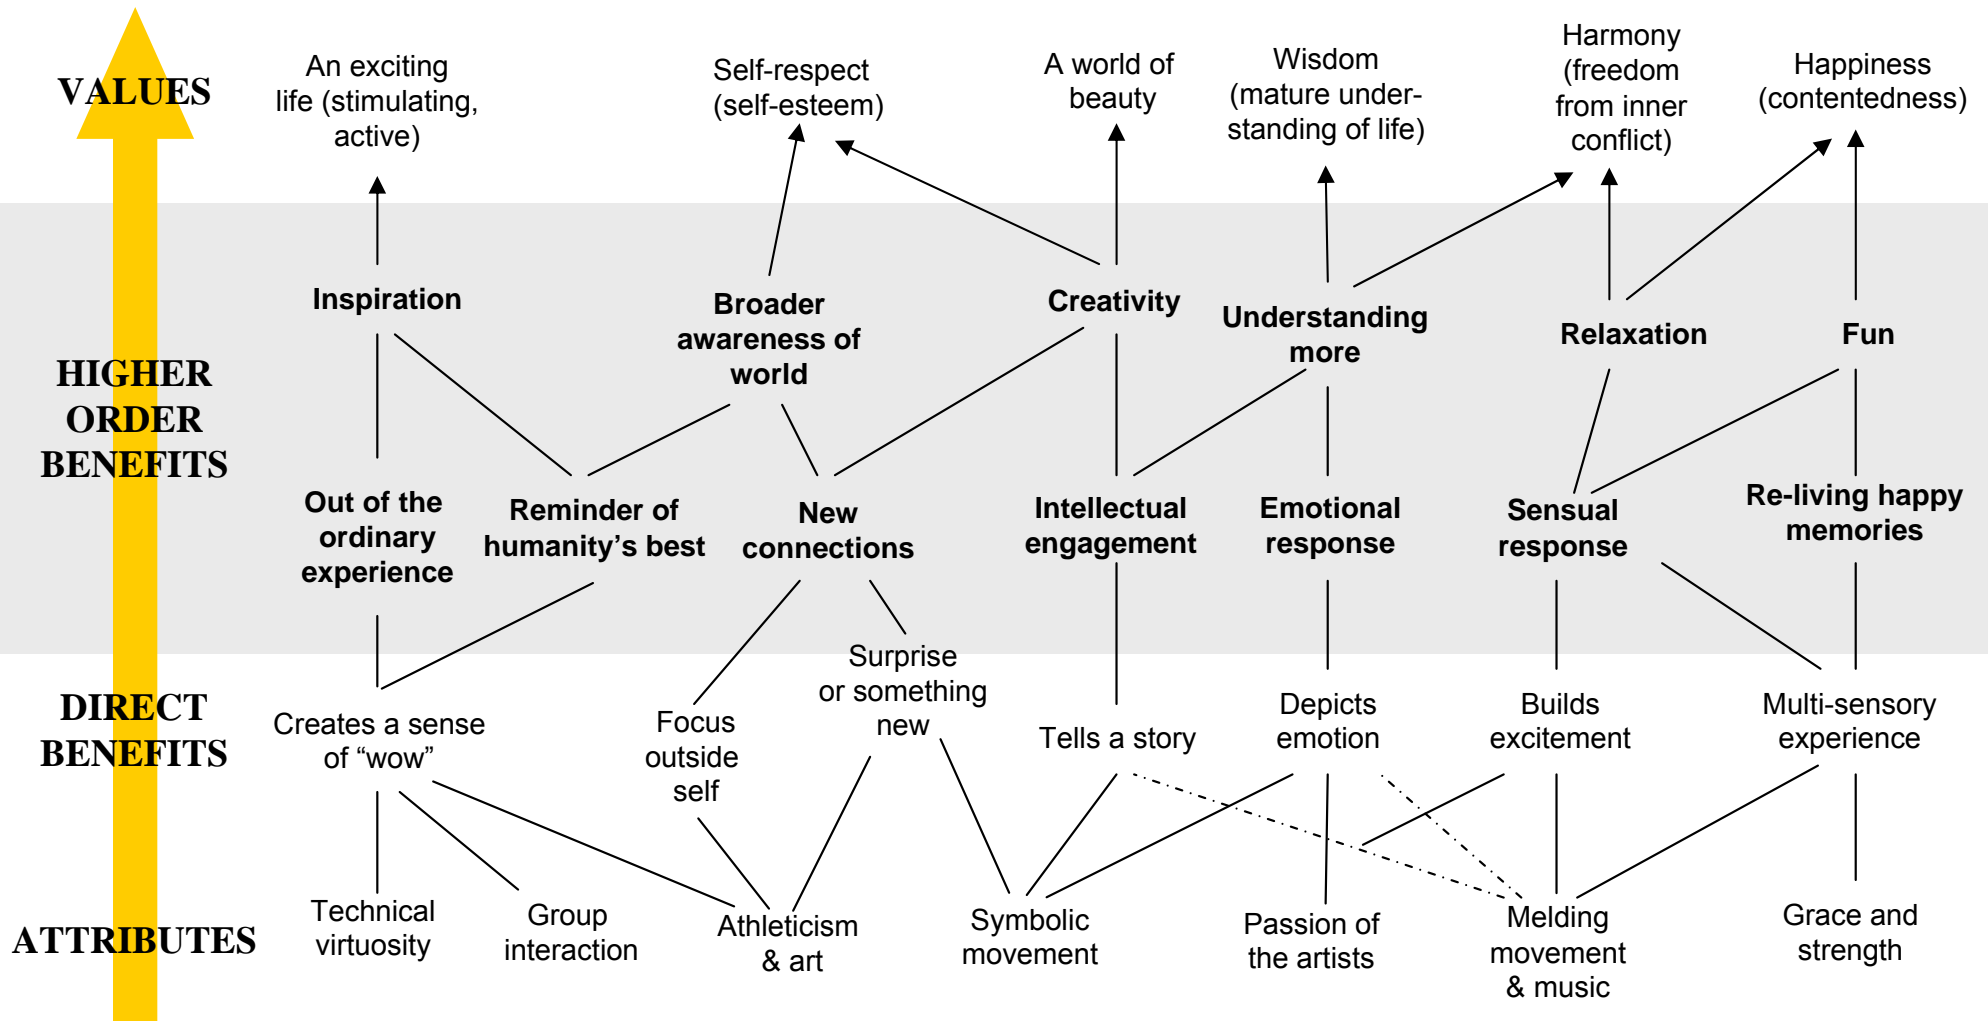 VALUES
An exciting
life (stimulating,
active)
Self-respect
(self-esteem)
A world of
beauty
Wisdom
(mature under-
standing of life)
Harmony
(freedom
from inner
conflict)
Happiness
(contentedness)
HIGHER
ORDER
BENEFITS
Inspiration
Broader
awareness of
world
Creativity
Understanding
more
Relaxation
Fun
Out of the
ordinary
experience
Reminder of
humanity’s best
New
connections
Intellectual
engagement
Emotional
response
Sensual
response
Re-living happy
memories
DIRECT
BENEFITS
Creates a sense
of “wow”
Focus
outside
self
Surprise
or something
new
Tells a story
Depicts
emotion
Builds
excitement
Multi-sensory
experience
ATTRIBUTES
Technical
virtuosity
Group
interaction
Athleticism
& art
Symbolic
movement
Passion of
the artists
Melding
movement
& music
Grace and
strength